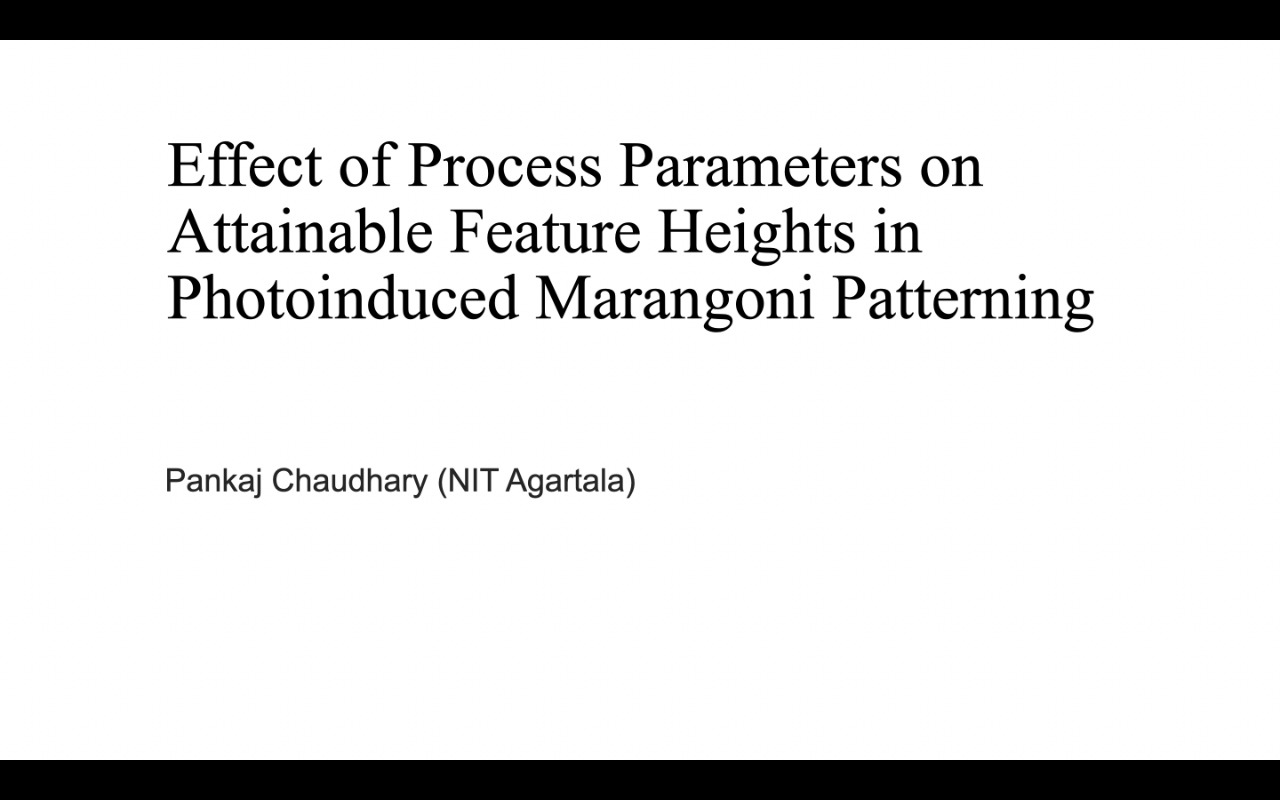 Effect of Process Parameters on
Attainable Feature Heights in
Photoinduced Marangoni Patterning
Pankaj Chaudhary (NIT Agartala)